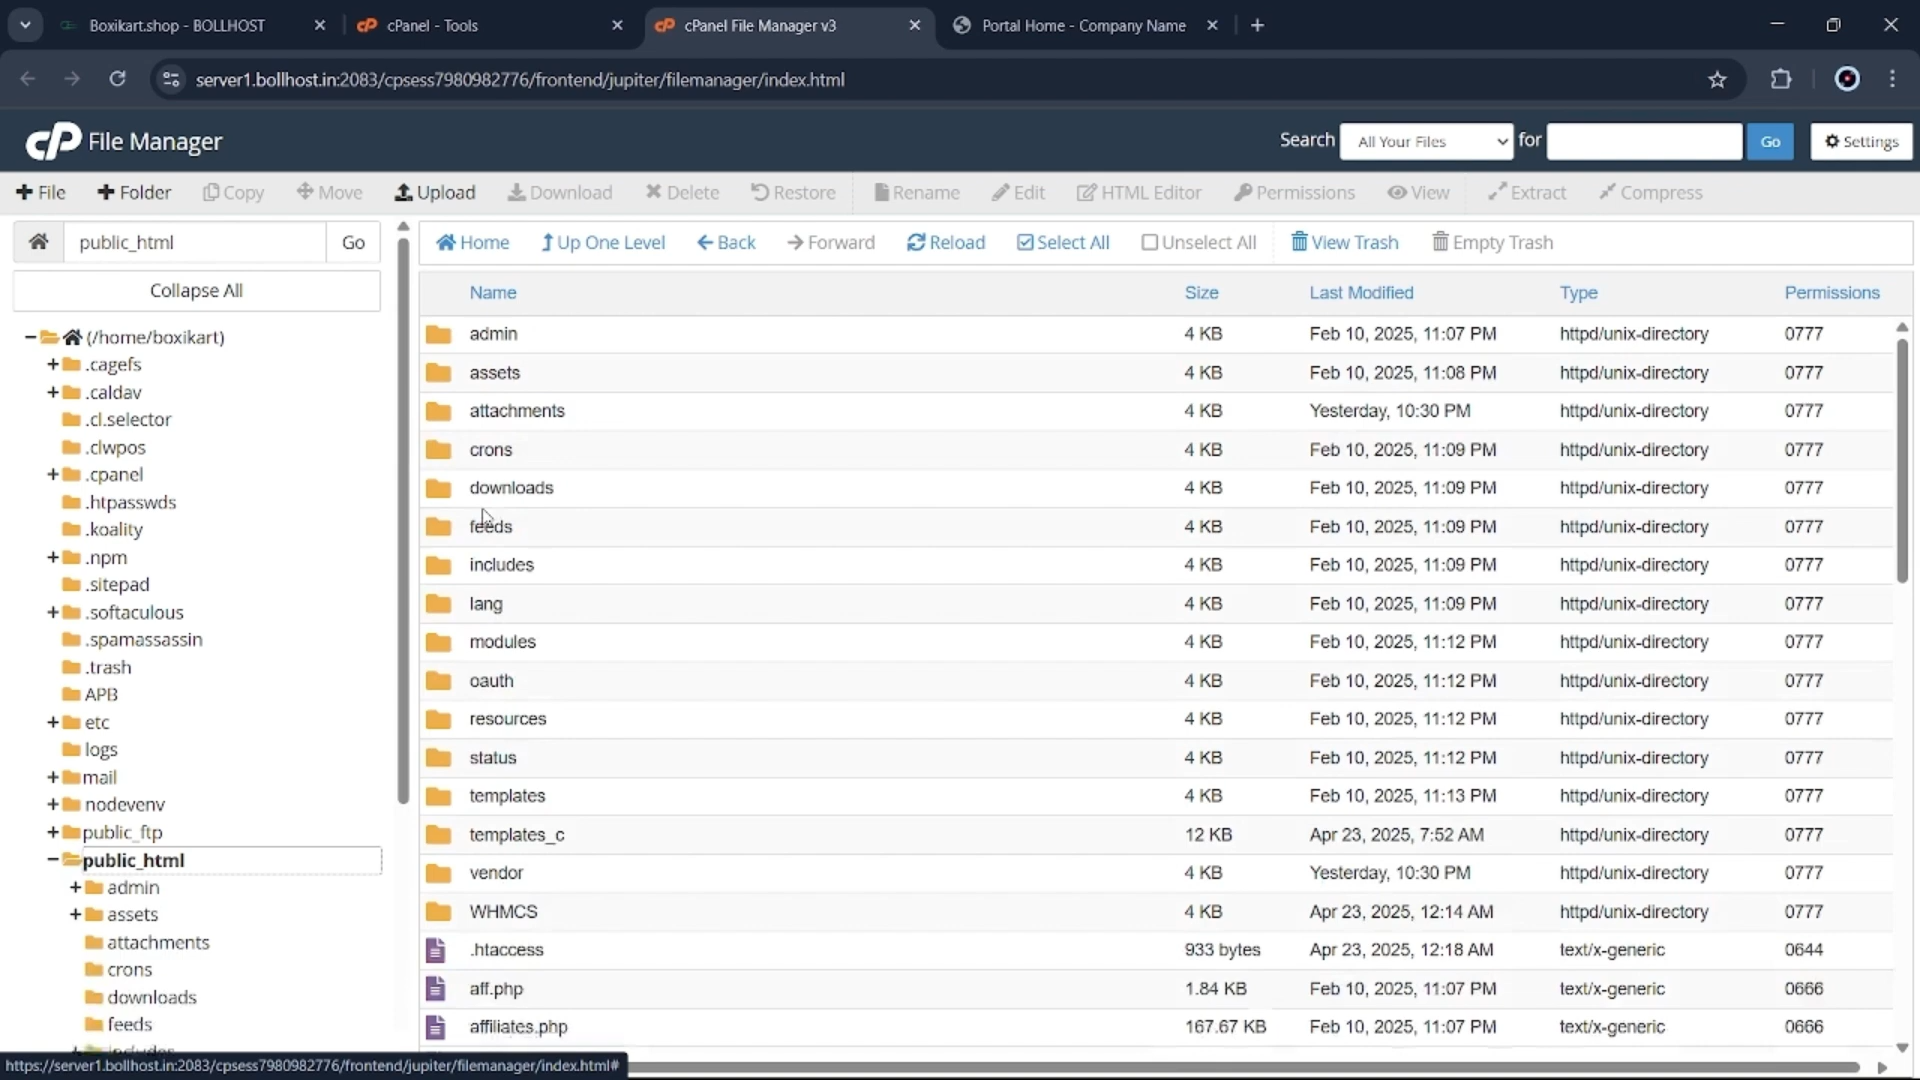 Boxikart.shop - BOLLHOST
cPanel - Tools
cPanel File Manager v3
Portal Home - Company Name
server1.bollhost.in:2083/cpsess7980982776/frontend/jupiter/filemanager/index.html
cP File Manager
Search All Your Files for Go Settings
File Folder Copy Move Upload Download Delete Restore Rename Edit HTML Editor Permissions View Extract Compress
public_html Go
Home Up One Level Back Forward Reload Select All Unselect All View Trash Empty Trash
Collapse All
(/home/boxikart)
.cagefs
.caldav
.cl.selector
.clwpos
.cpanel
.htpasswds
.koality
.npm
.sitepad
.softaculous
.spamassassin
.trash
APB
etc
logs
mail
nodevenv
public_ftp
public_html
admin
assets
attachments
crons
downloads
feeds
includes
Name Size Last Modified Type Permissions
admin 4 KB Feb 10, 2025, 11:07 PM httpd/unix-directory 0777
assets 4 KB Feb 10, 2025, 11:08 PM httpd/unix-directory 0777
attachments 4 KB Yesterday, 10:30 PM httpd/unix-directory 0777
crons 4 KB Feb 10, 2025, 11:09 PM httpd/unix-directory 0777
downloads 4 KB Feb 10, 2025, 11:09 PM httpd/unix-directory 0777
feeds 4 KB Feb 10, 2025, 11:09 PM httpd/unix-directory 0777
includes 4 KB Feb 10, 2025, 11:09 PM httpd/unix-directory 0777
lang 4 KB Feb 10, 2025, 11:09 PM httpd/unix-directory 0777
modules 4 KB Feb 10, 2025, 11:12 PM httpd/unix-directory 0777
oauth 4 KB Feb 10, 2025, 11:12 PM httpd/unix-directory 0777
resources 4 KB Feb 10, 2025, 11:12 PM httpd/unix-directory 0777
status 4 KB Feb 10, 2025, 11:12 PM httpd/unix-directory 0777
templates 4 KB Feb 10, 2025, 11:13 PM httpd/unix-directory 0777
templates_c 12 KB Apr 23, 2025, 7:52 AM httpd/unix-directory 0777
vendor 4 KB Yesterday, 10:30 PM httpd/unix-directory 0777
WHMCS 4 KB Apr 23, 2025, 12:14 AM httpd/unix-directory 0777
.htaccess 933 bytes Apr 23, 2025, 12:18 AM text/x-generic 0644
aff.php 1.84 KB Feb 10, 2025, 11:07 PM text/x-generic 0666
affiliates.php 167.67 KB Feb 10, 2025, 11:07 PM text/x-generic 0666
https://server1.bollhost.in:2083/cpsess7980982776/frontend/jupiter/filemanager/index.html#